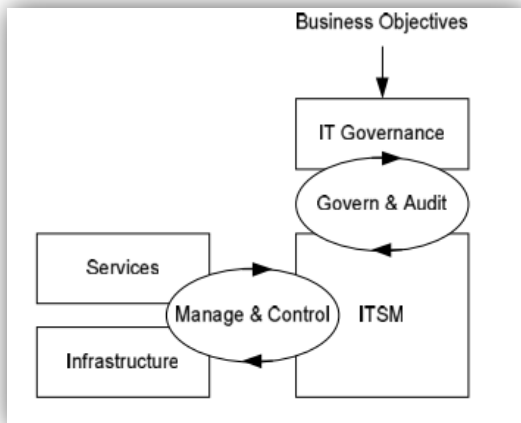 Business Objectives
IT Governance
Govern & Audit
Services
Manage & Control
ITSM
Infrastructure